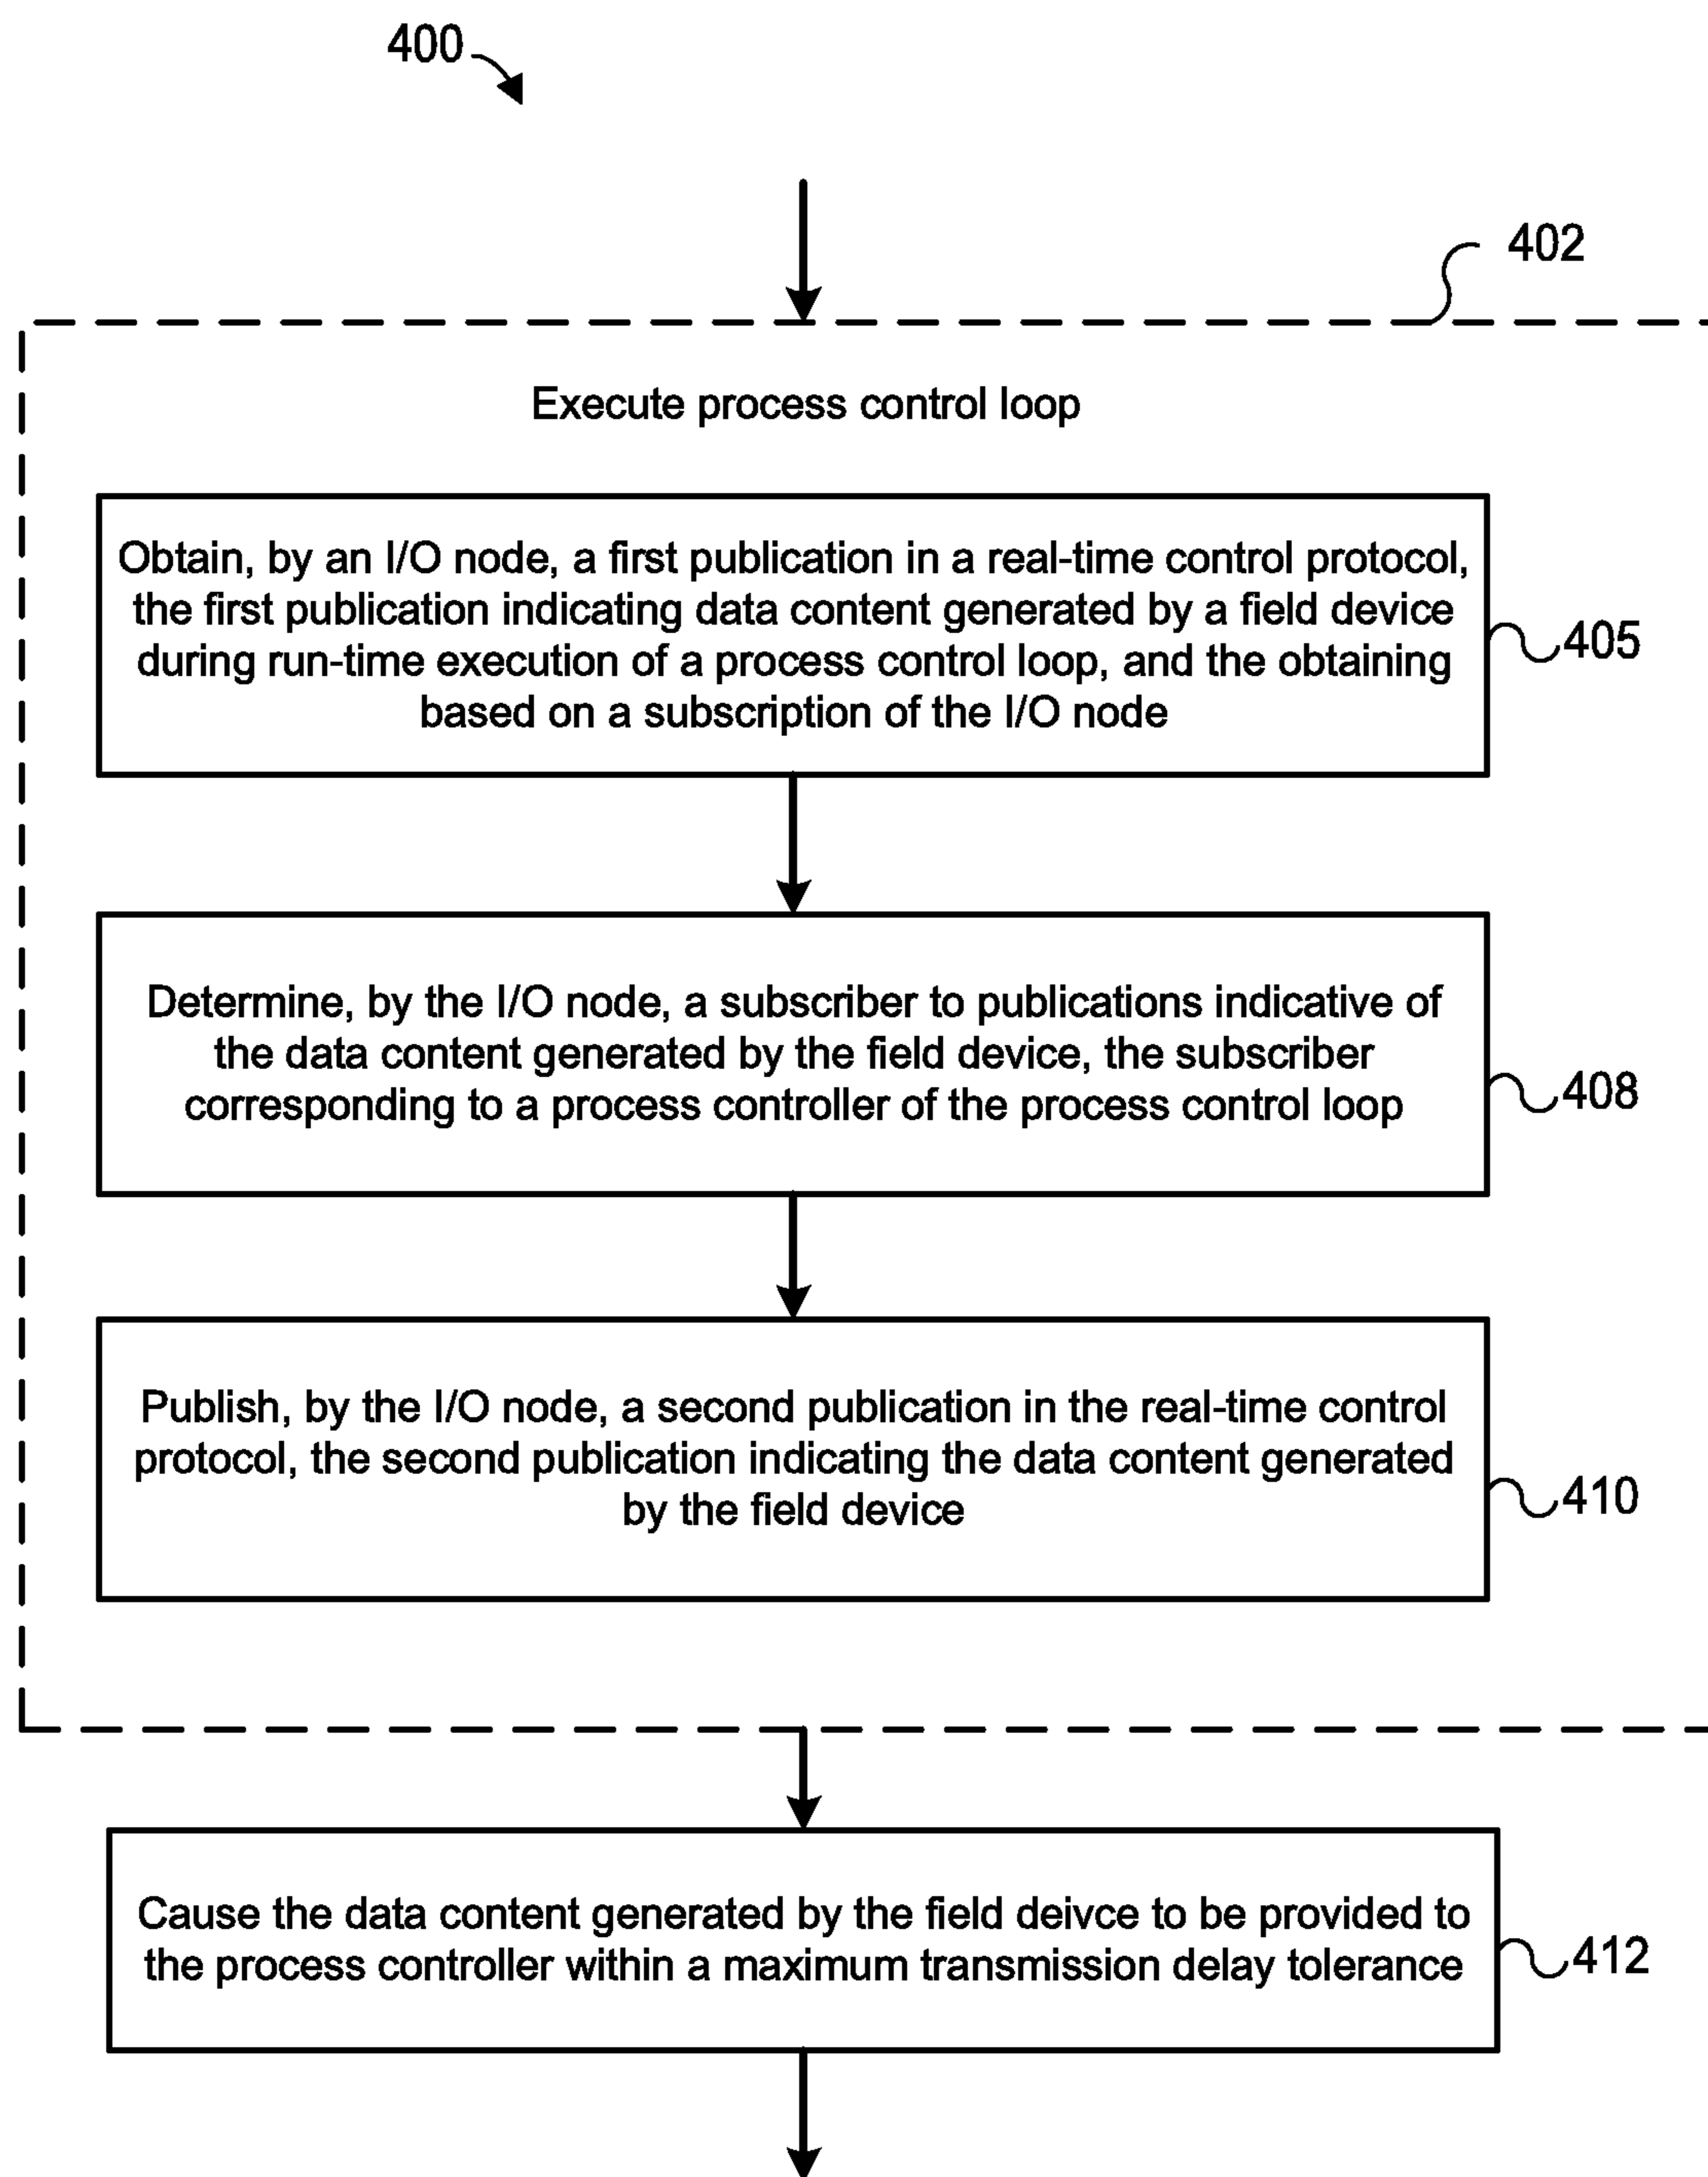 400
402
Execute process control loop
Obtain, by an I/O node, a first publication in a real-time control protocol,
the first publication indicating data content generated by a field device
during run-time execution of a process control loop, and the obtaining
based on a subscription of the I/O node
405
Determine, by the I/O node, a subscriber to publications indicative of
the data content generated by the field device, the subscriber
corresponding to a process controller of the process control loop
408
Publish, by the I/O node, a second publication in the real-time control
protocol, the second publication indicating the data content generated
by the field device
410
Cause the data content generated by the field deivce to be provided to
the process controller within a maximum transmission delay tolerance
412